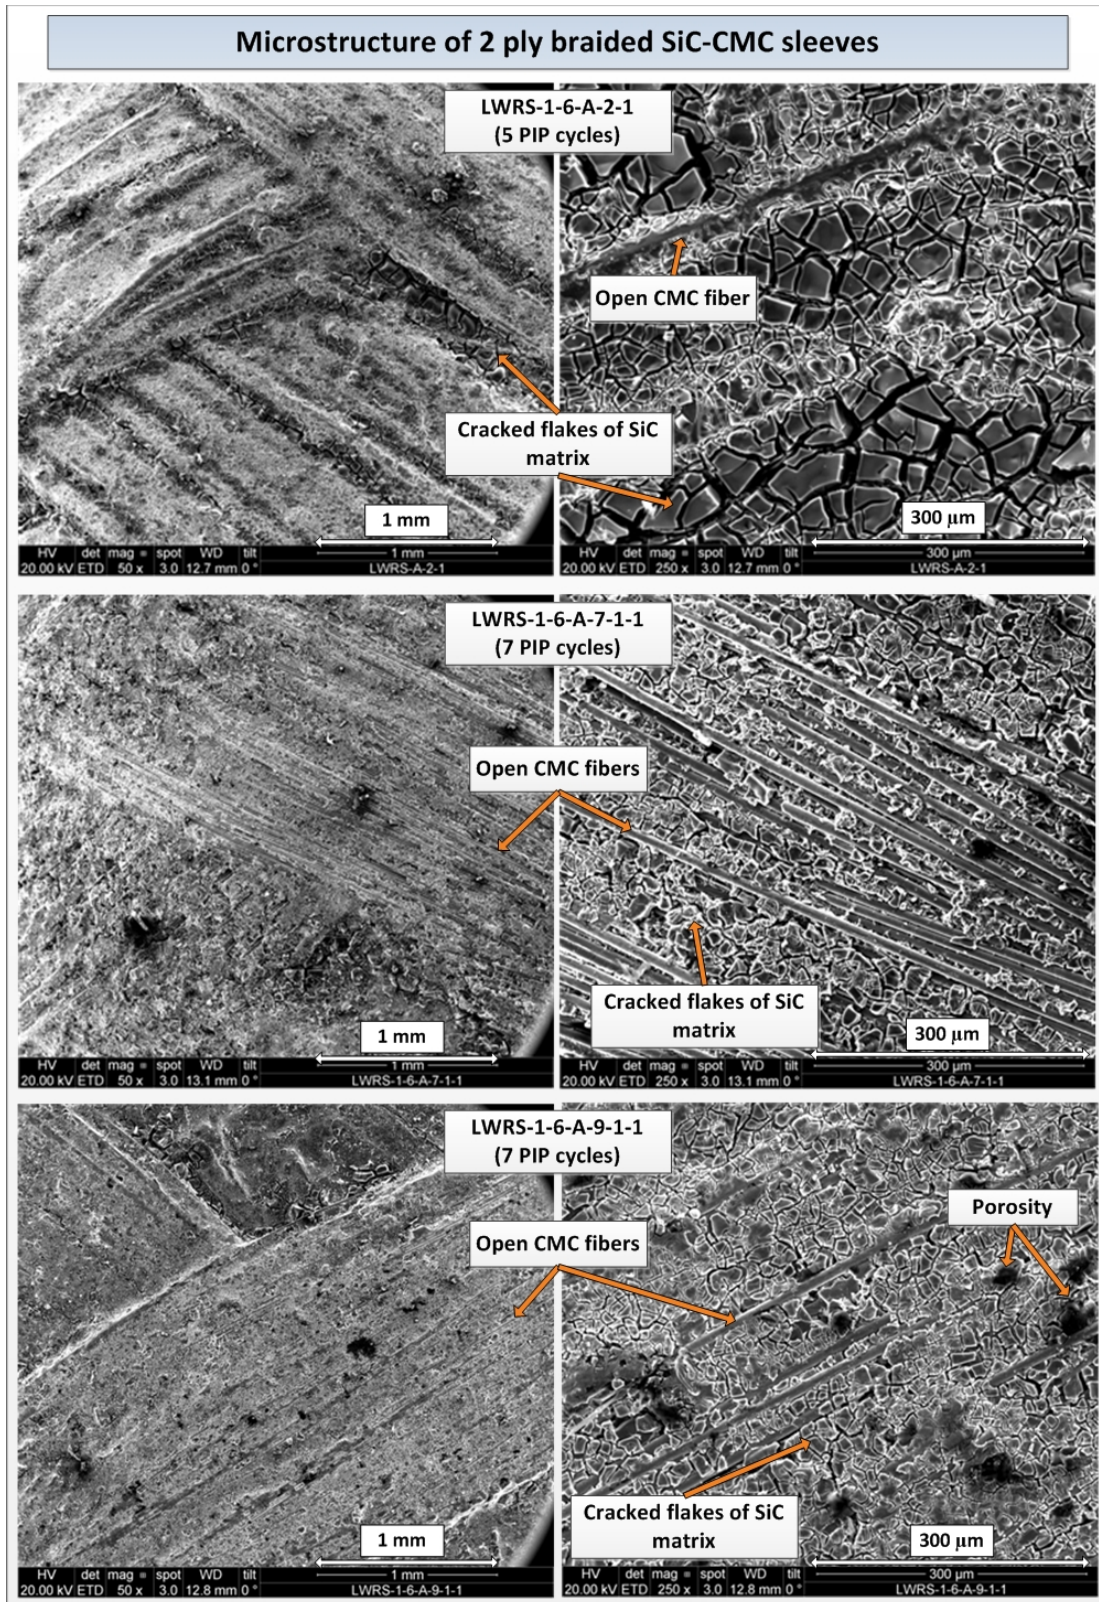 Microstructure of 2 ply braided SiC-CMC sleeves
LWRS-1-6-A-2-1
(5 PIP cycles)
Open CMC fiber
Cracked flakes of SiC
matrix
1 mm
300 µm
HV det mag ≡ spot WD tilt
20.00 kV ETD 50 x 3.0 12.7 mm 0 °
1 mm
LWRS-A-2-1
HV det mag ≡ spot WD tilt
20.00 kV ETD 250 x 3.0 12.7 mm 0 °
300 µm
LWRS-A-2-1
LWRS-1-6-A-7-1-1
(7 PIP cycles)
Open CMC fibers
Cracked flakes of SiC
matrix
1 mm
300 µm
HV det mag ≡ spot WD tilt
20.00 kV ETD 50 x 3.0 13.1 mm 0 °
1 mm
LWRS-1-6-A-7-1-1
HV det mag ≡ spot WD tilt
20.00 kV ETD 250 x 3.0 13.1 mm 0 °
300 µm
LWRS-1-6-A-7-1-1
LWRS-1-6-A-9-1-1
(7 PIP cycles)
Porosity
Open CMC fibers
Cracked flakes of SiC
matrix
1 mm
300 µm
HV det mag ≡ spot WD tilt
20.00 kV ETD 50 x 3.0 12.8 mm 0 °
1 mm
LWRS-1-6-A-9-1-1
HV det mag ≡ spot WD tilt
20.00 kV ETD 250 x 3.0 12.8 mm 0 °
300 µm
LWRS-1-6-A-9-1-1